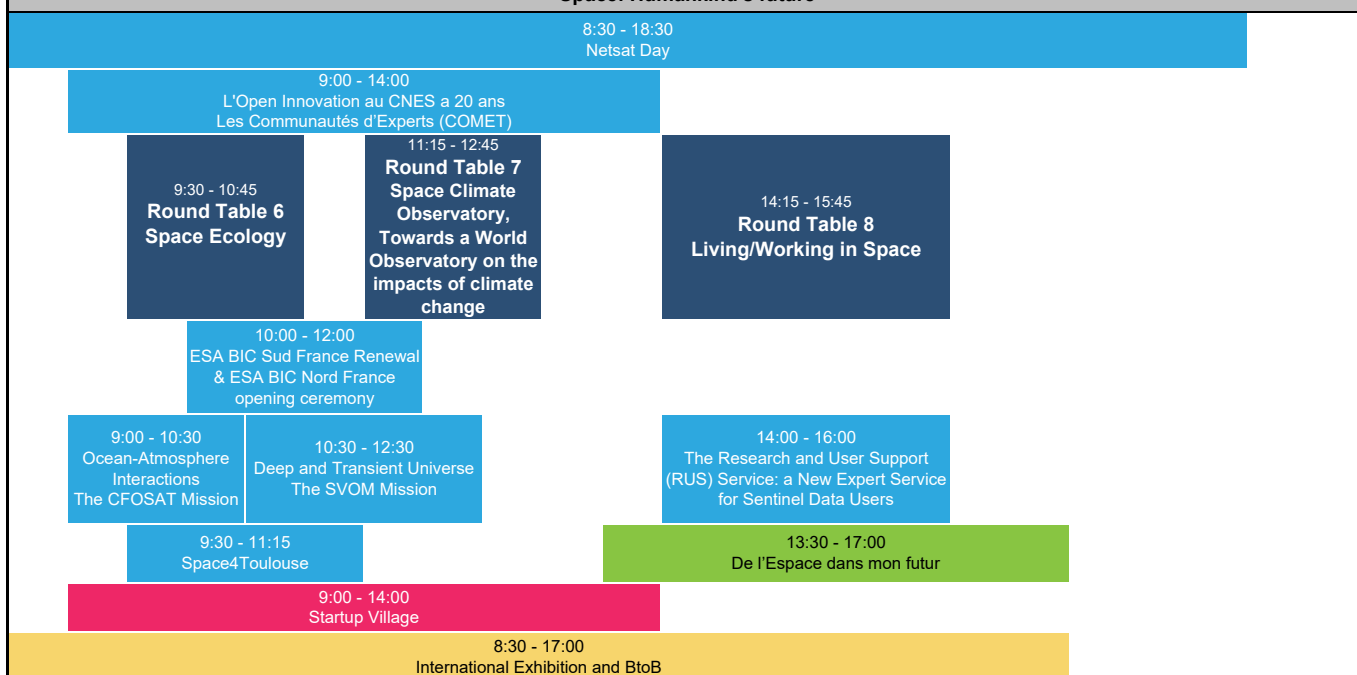 Space: Humankind's future
8:30 - 18:30
Netsat Day
9:00 - 14:00
L'Open Innovation au CNES a 20 ans
Les Communautés d'Experts (COMET)
9:30 - 10:45
Round Table 6
Space Ecology
11:15 - 12:45
Round Table 7
Space Climate
Observatory,
Towards a World
Observatory on the
impacts of climate
change
14:15 - 15:45
Round Table 8
Living/Working in Space
10:00 - 12:00
ESA BIC Sud France Renewal
& ESA BIC Nord France
opening ceremony
9:00 - 10:30
Ocean-Atmosphere
Interactions
The CFOSAT Mission
10:30 - 12:30
Deep and Transient Universe
The SVOM Mission
14:00 - 16:00
The Research and User Support
(RUS) Service: a New Expert Service
for Sentinel Data Users
9:30 - 11:15
Space4Toulouse
13:30 - 17:00
De l'Espace dans mon futur
9:00 - 14:00
Startup Village
8:30 - 17:00
International Exhibition and BtoB